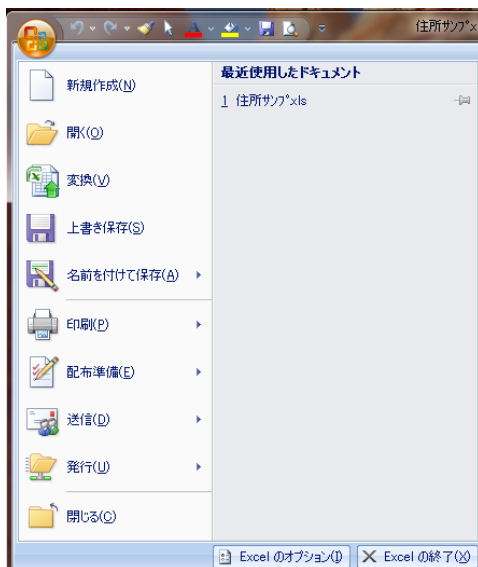 住所サンプ°x
新規作成(N)
開く(O)
変換(V)
上書き保存(S)
名前を付けて保存(A)
印刷(P)
配布準備(E)
送信(D)
発行(U)
閉じる(C)
最近使用したドキュメント
1 住所サンプ°xls
Excel のオプション(I)
Excel の終了(X)